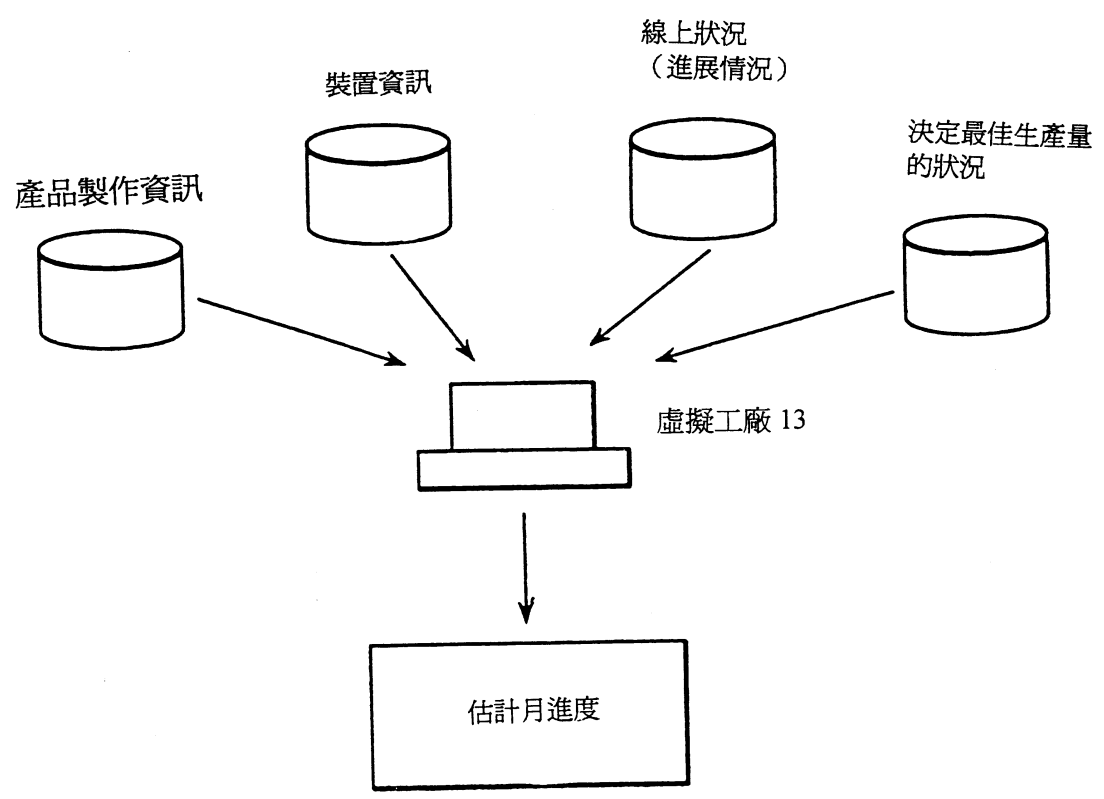 線上狀況
（進展情況）
裝置資訊
決定最佳生產量
的狀況
產品製作資訊
虛擬工廠 13
估計月進度